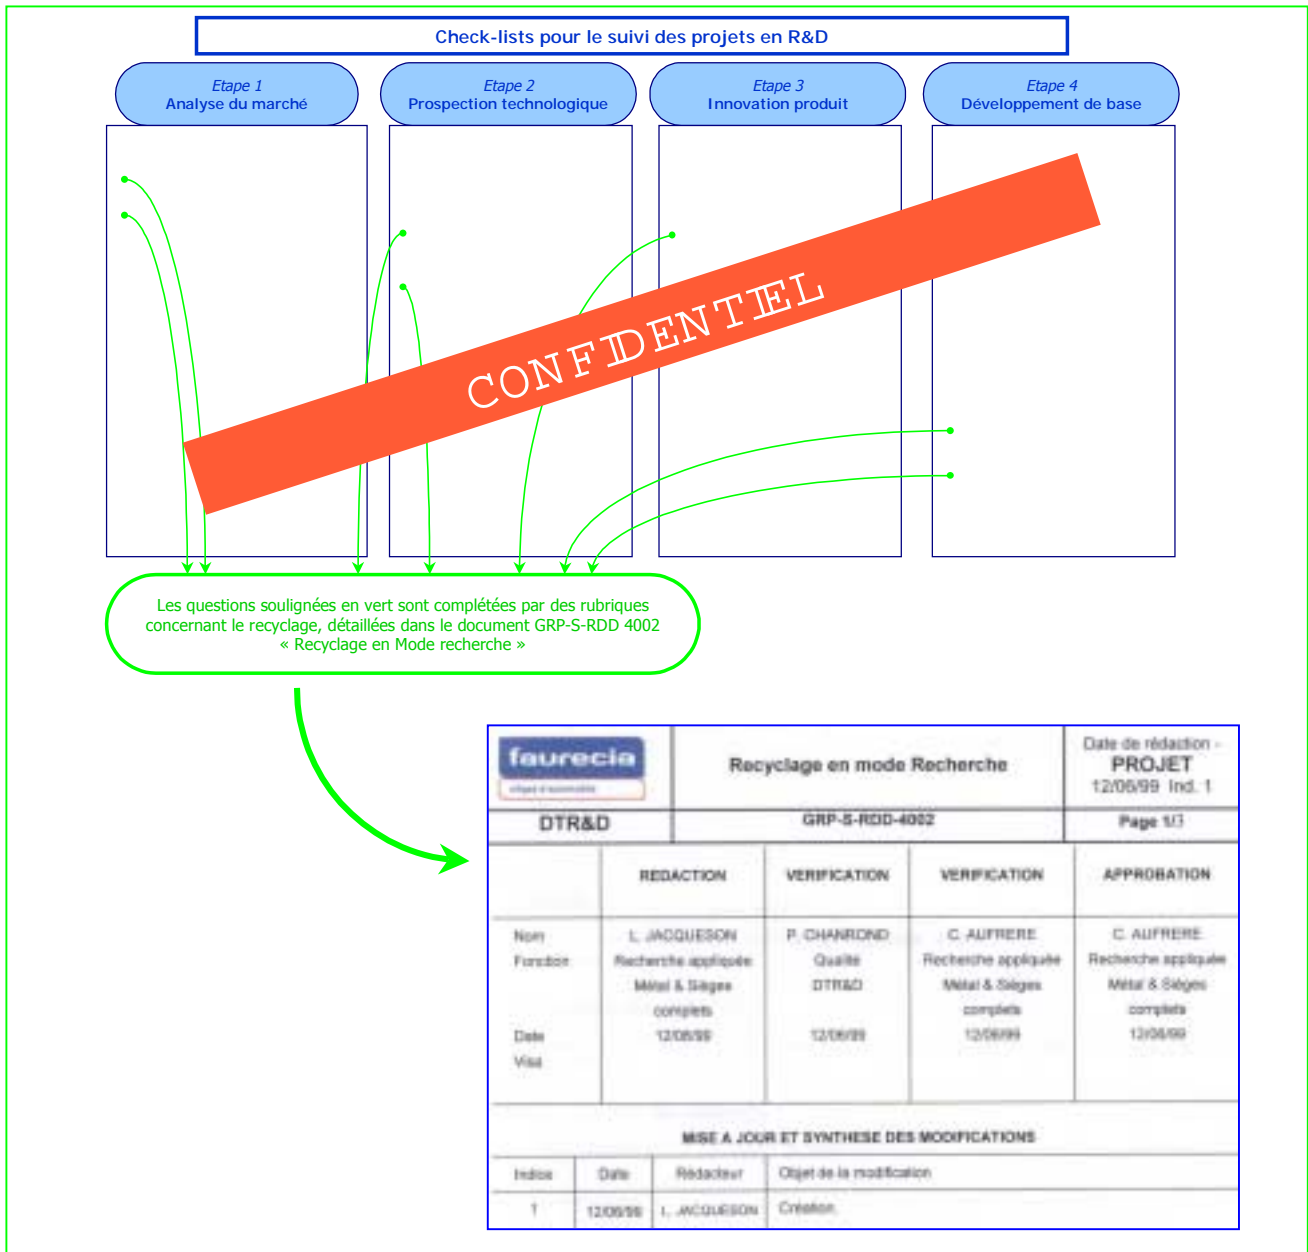 Check-lists pour le suivi des projets en R&D
Etape 1
Analyse du marché
Etape 2
Prospection technologique
Etape 3
Innovation produit
Etape 4
Développement de base
CONFIDENTIEL
Les questions soulignées en vert sont complétées par des rubriques
concernant le recyclage, détaillées dans le document GRP-S-RDD 4002
« Recyclage en Mode recherche »
faurecia
Recyclage en mode Recherche
Date de rédaction -
PROJET
12/06/99 Ind. 1
DTR&D
GRP-S-RDD-4002
Page 1/3
REDACTION VERIFICATION VERIFICATION APPROBATION
Nom L. JACQUESON P. CHANROND C. AUFRERE C. AUFRERE
Fonction Recherche appliquée Qualité Recherche appliquée Recherche appliquée
Métal & Sièges DTR&D Métal & Sièges Métal & Sièges
complets complets complets
Date 12/06/99 12/06/99 12/06/99 12/06/99
Visa
MISE A JOUR ET SYNTHESE DES MODIFICATIONS
Indice Date Rédacteur Objet de la modification
1 12/06/99 L. JACQUESON Création.